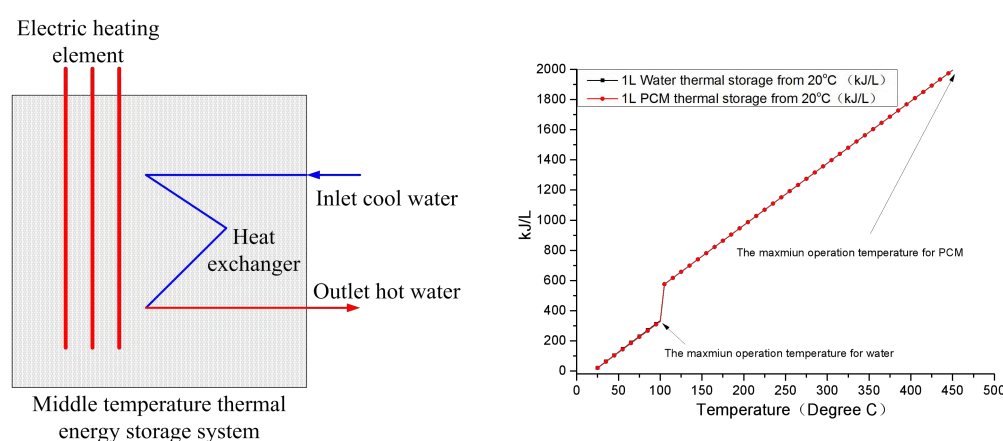 Electric heating
element
Inlet cool water
Heat
exchanger
Outlet hot water
Middle temperature thermal
energy storage system
2000
1800
1600
1400
1200
1000
800
600
400
200
0
kJ/L
1L Water thermal storage from 20°C （kJ/L）
1L PCM thermal storage from 20°C（kJ/L）
The maxmiun operation temperature for PCM
The maxmiun operation temperature for water
0 50 100 150 200 250 300 350 400 450 500
Temperature（Degree C）